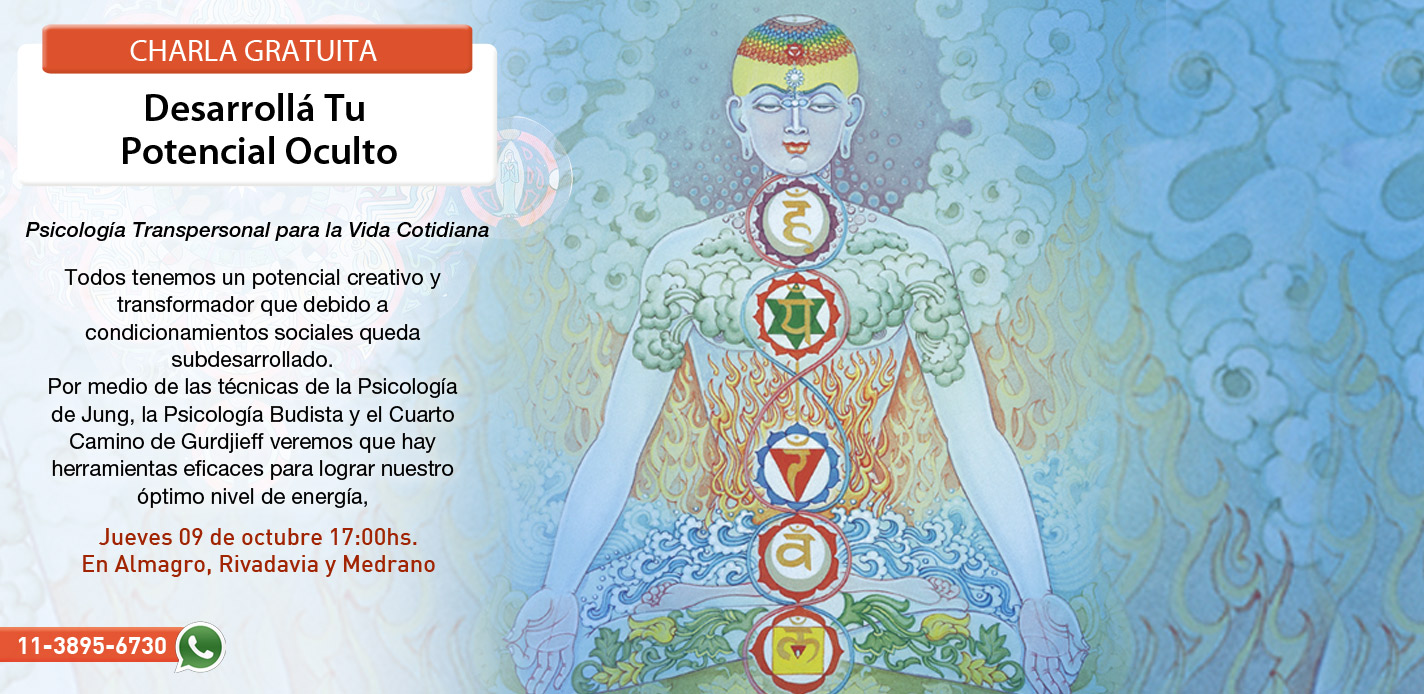 CHARLA GRATUITA
Desarrollá Tu
Potencial Oculto
Psicología Transpersonal para la Vida Cotidiana
Todos tenemos un potencial creativo y
transformador que debido a
condicionamientos sociales queda
subdesarrollado.
Por medio de las técnicas de la Psicología
de Jung, la Psicología Budista y el Cuarto
Camino de Gurdjieff veremos que hay
herramientas eficaces para lograr nuestro
óptimo nivel de energía,
Jueves 09 de octubre 17:00hs.
En Almagro, Rivadavia y Medrano
11-3895-6730
हं
यं
रं
वं